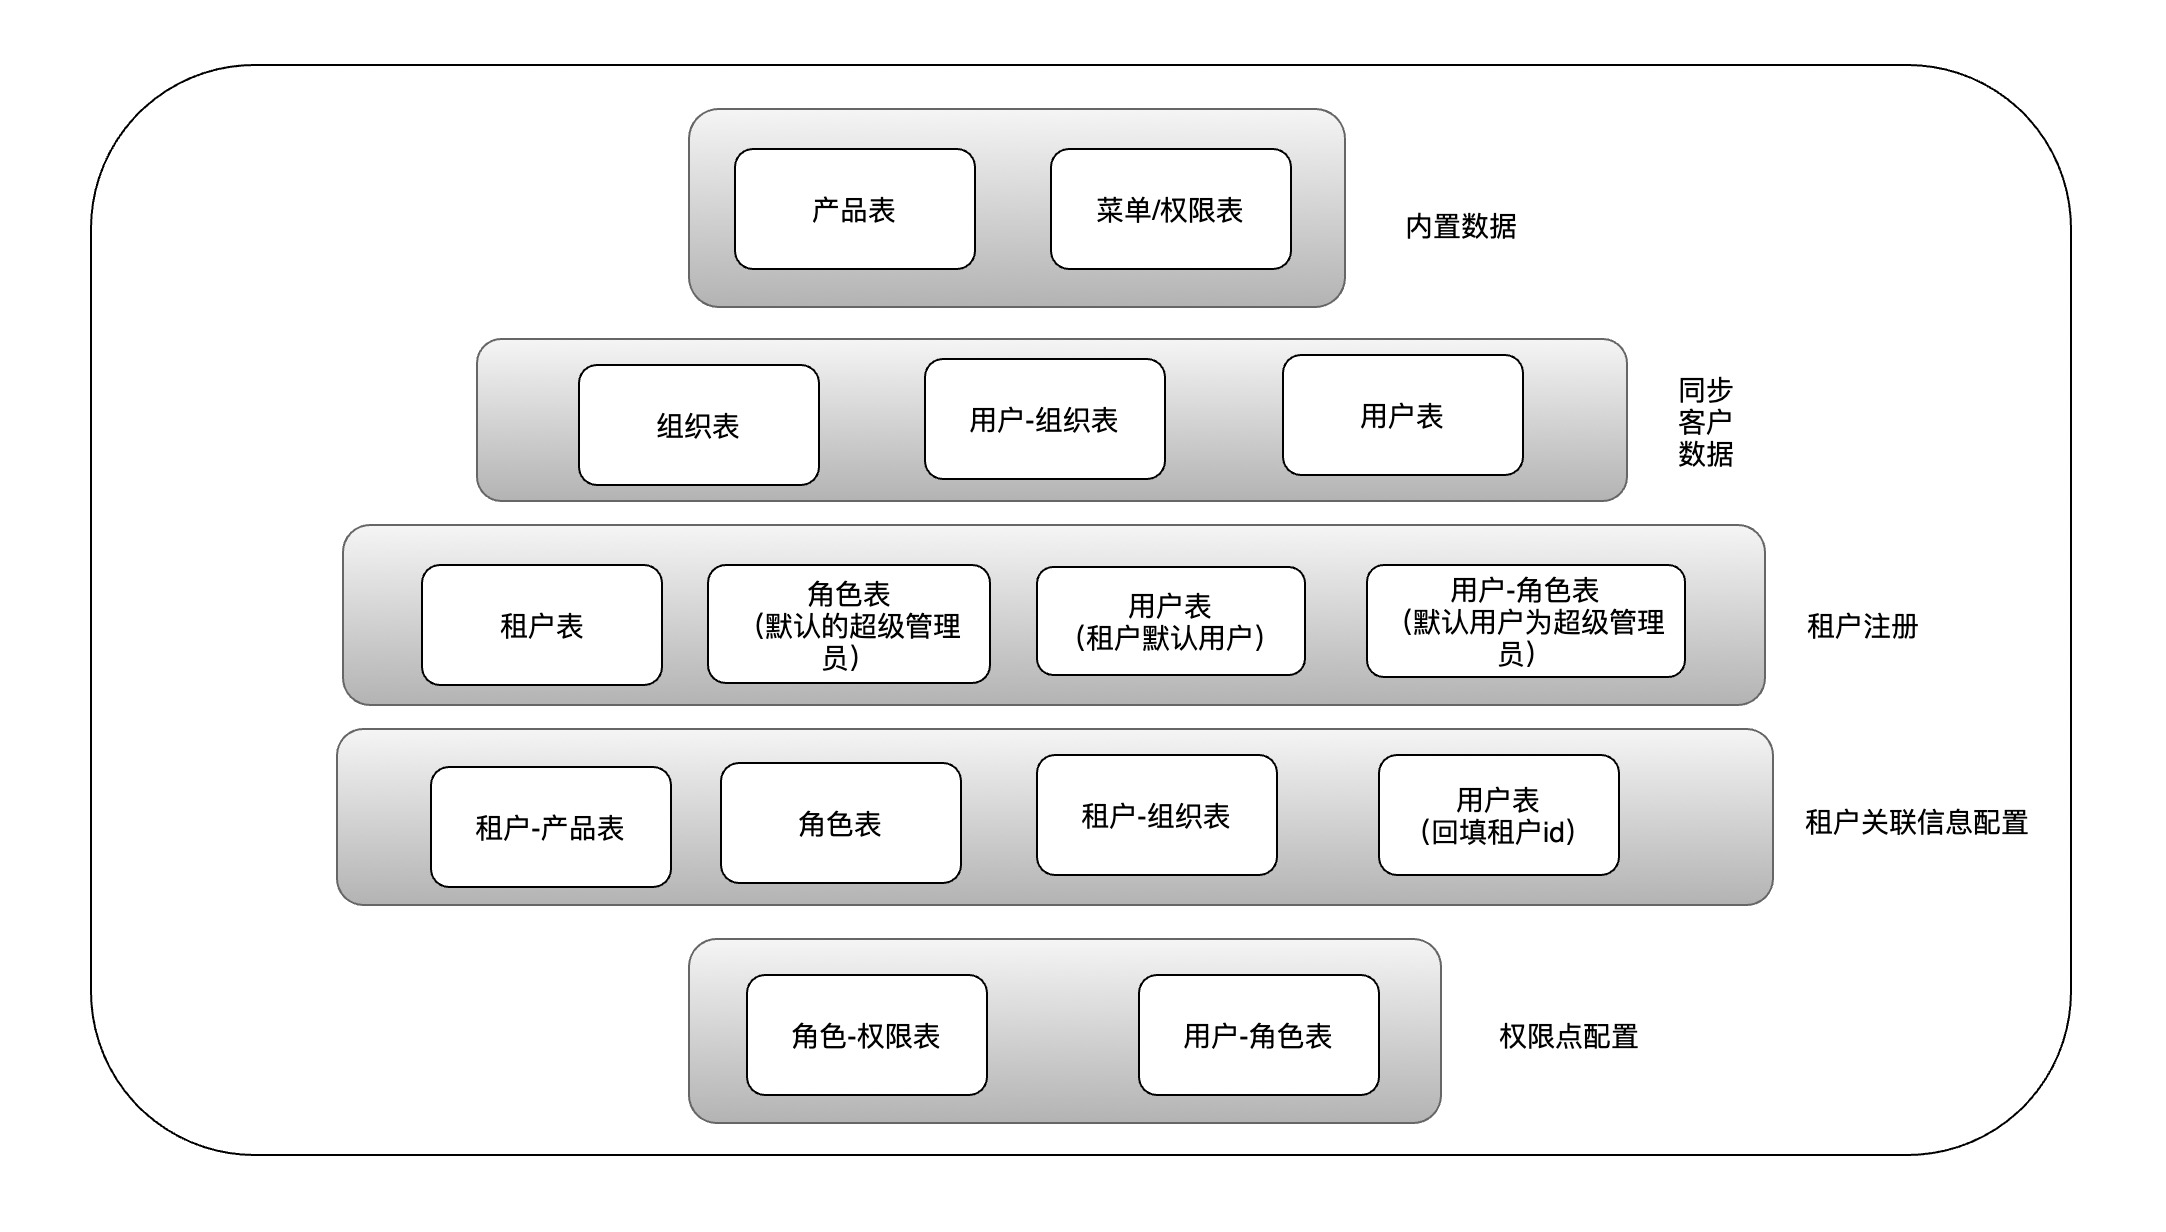 产品表
菜单/权限表
内置数据
组织表
用户-组织表
用户表
同步
客户
数据
租户表
角色表
(默认的超级管理
员)
用户表
(租户默认用户)
用户-角色表
(默认用户为超级管理
员)
租户注册
租户-产品表
角色表
租户-组织表
用户表
(回填租户id)
租户关联信息配置
角色-权限表
用户-角色表
权限点配置